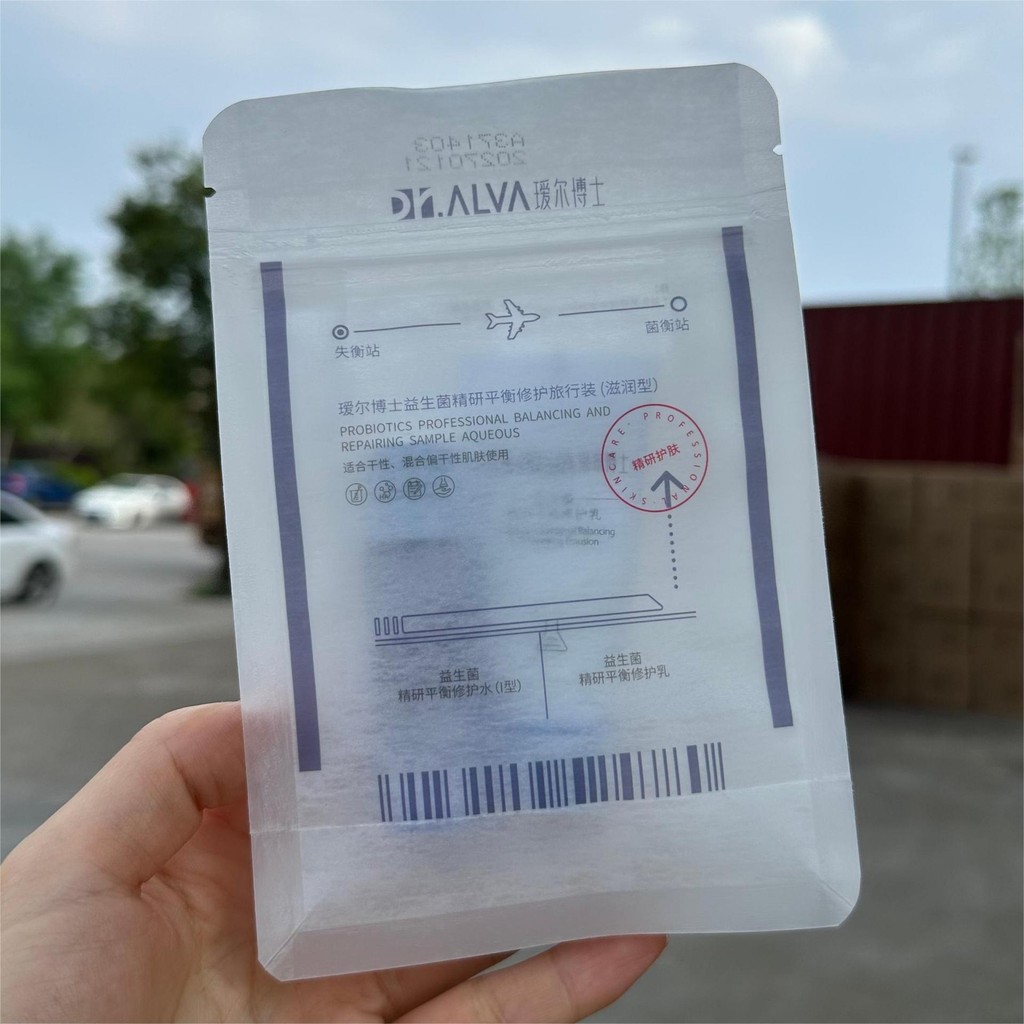 A371403
20270121
Dr.ALVA 瑷尔博士
失衡站
菌衡站
瑷尔博士益生菌精研平衡修护旅行装 (滋润型)
PROBIOTICS PROFESSIONAL BALANCING AND
REPAIRING SAMPLE AQUEOUS
适合干性、混合偏干性肌肤使用
PROFESSIONAL·SKINCARE·
精研护肤
益生菌
精研平衡修护水 (I型)
益生菌
精研平衡修护乳